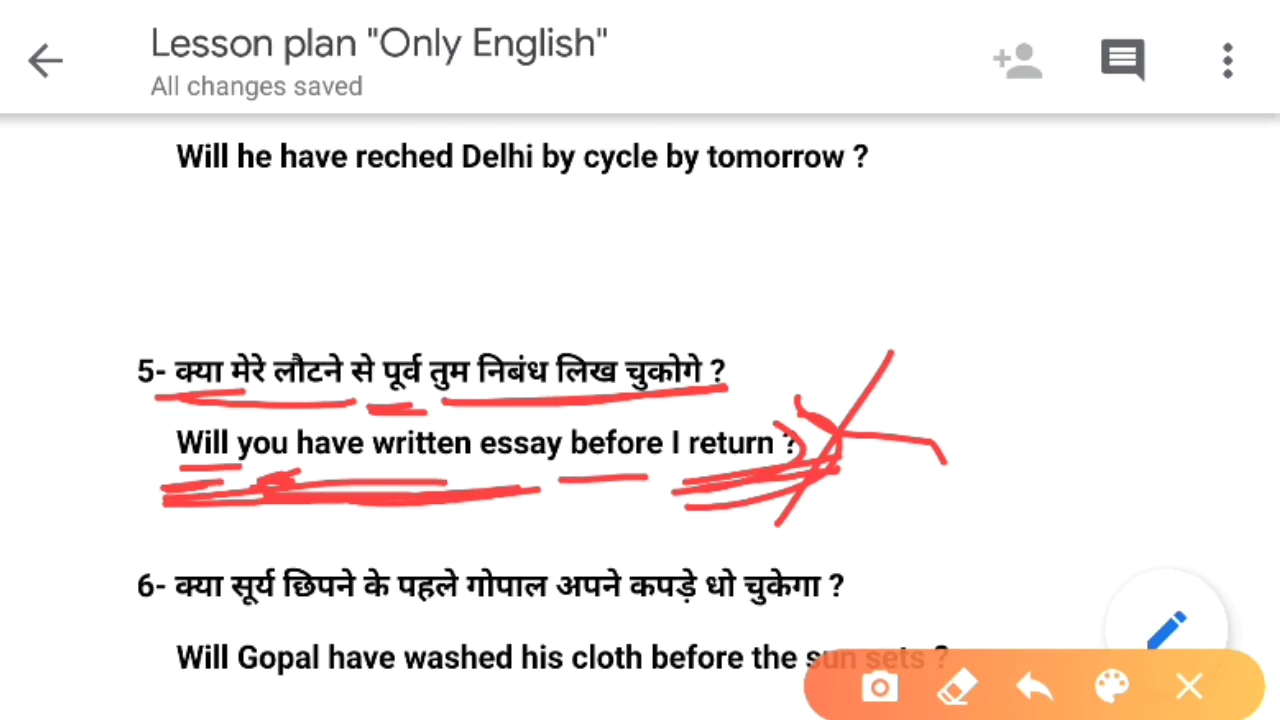 Lesson plan "Only English"
All changes saved
Will he have reched Delhi by cycle by tomorrow ?
5- क्या मेरे लौटने से पूर्व तुम निबंध लिख चुकोगे ?
Will you have written essay before I return ?
6- क्या सूर्य छिपने के पहले गोपाल अपने कपड़े धो चुकेगा ?
Will Gopal have washed his cloth before the sun sets ?